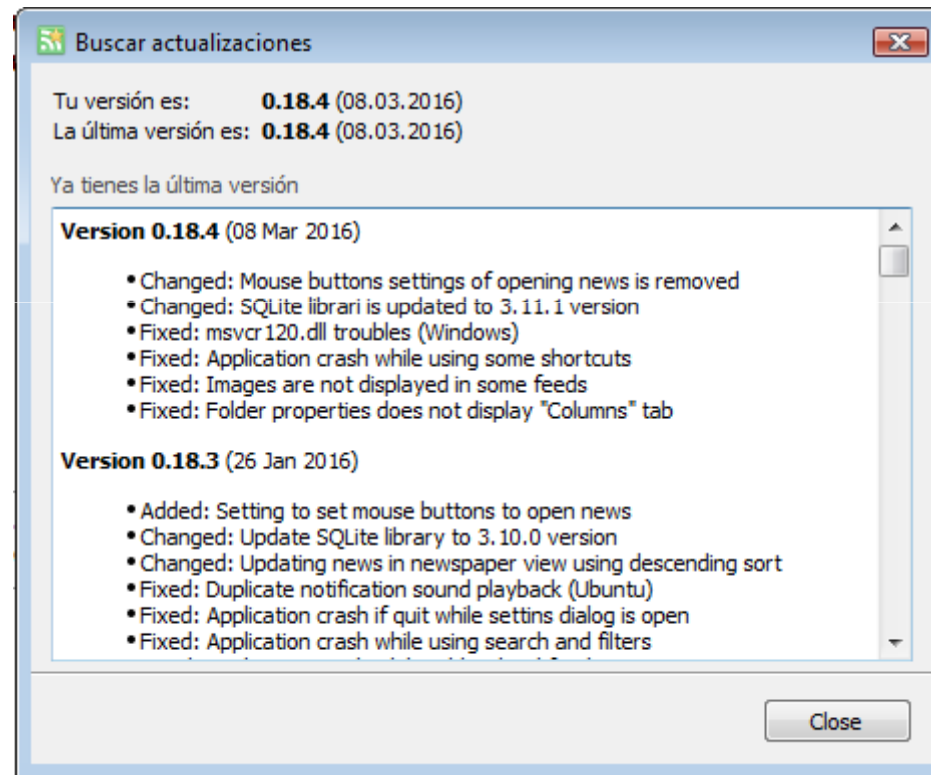 Buscar actualizaciones
Tu versión es: 0.18.4 (08.03.2016)
La última versión es: 0.18.4 (08.03.2016)
Ya tienes la última versión
Version 0.18.4 (08 Mar 2016)
• Changed: Mouse buttons settings of opening news is removed
• Changed: SQLite librari is updated to 3.11.1 version
• Fixed: msvcr120.dll troubles (Windows)
• Fixed: Application crash while using some shortcuts
• Fixed: Images are not displayed in some feeds
• Fixed: Folder properties does not display "Columns" tab
Version 0.18.3 (26 Jan 2016)
• Added: Setting to set mouse buttons to open news
• Changed: Update SQLite library to 3.10.0 version
• Changed: Updating news in newspaper view using descending sort
• Fixed: Duplicate notification sound playback (Ubuntu)
• Fixed: Application crash if quit while settins dialog is open
• Fixed: Application crash while using search and filters
Close